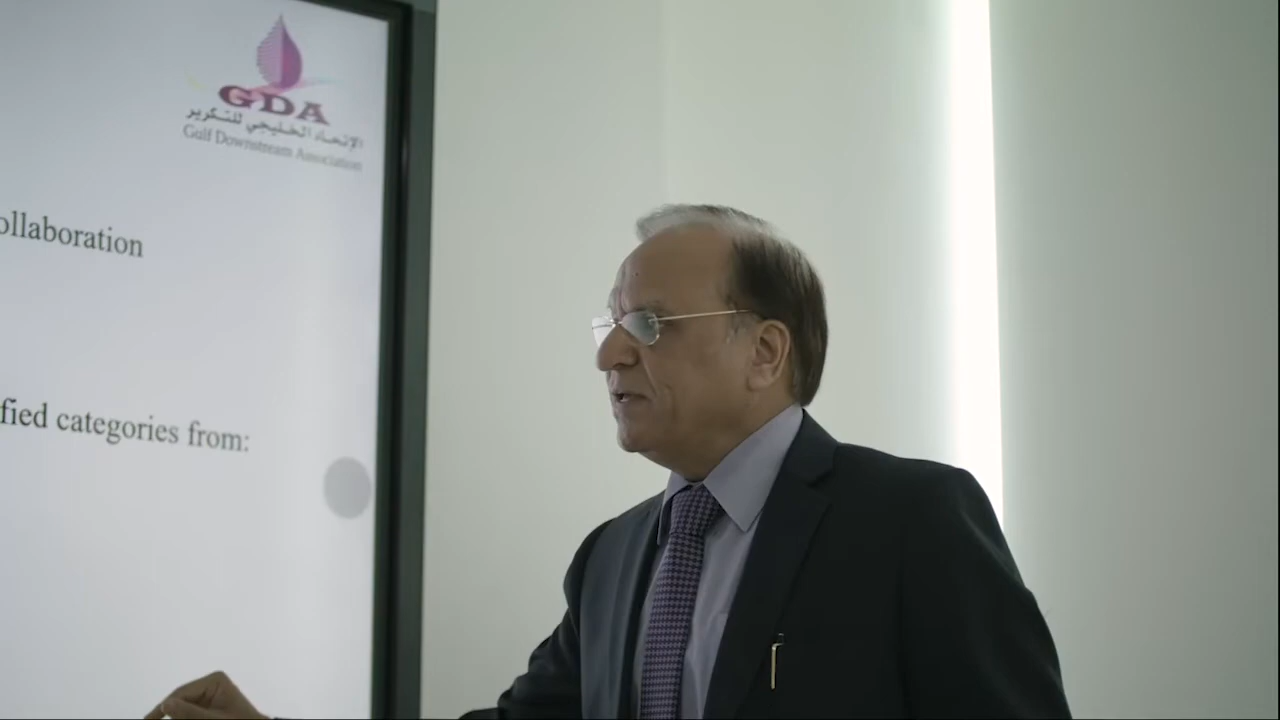 GDA
الإتحاد الخليجي للتكرير
Gulf Downstream Association
ollaboration
fied categories from: